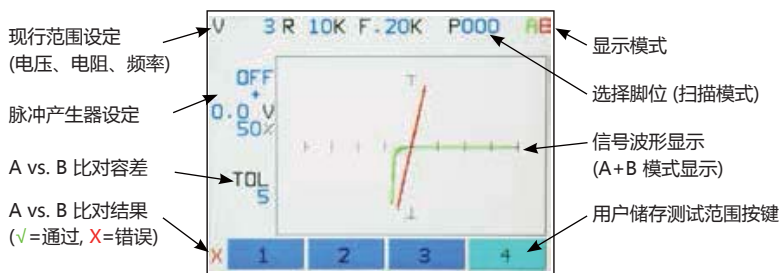 现行范围设定
(电压、电阻、频率)
脉冲产生器设定
A vs. B 比对容差
A vs. B 比对结果
(√=通过, X=错误)
V 3 R 10K F.20K P000 AB
OFF
+
0.0 V
50%
TOL
5
X 1 2 3 4
显示模式
选择脚位 (扫描模式)
信号波形显示
(A+B 模式显示)
用户储存测试范围按键